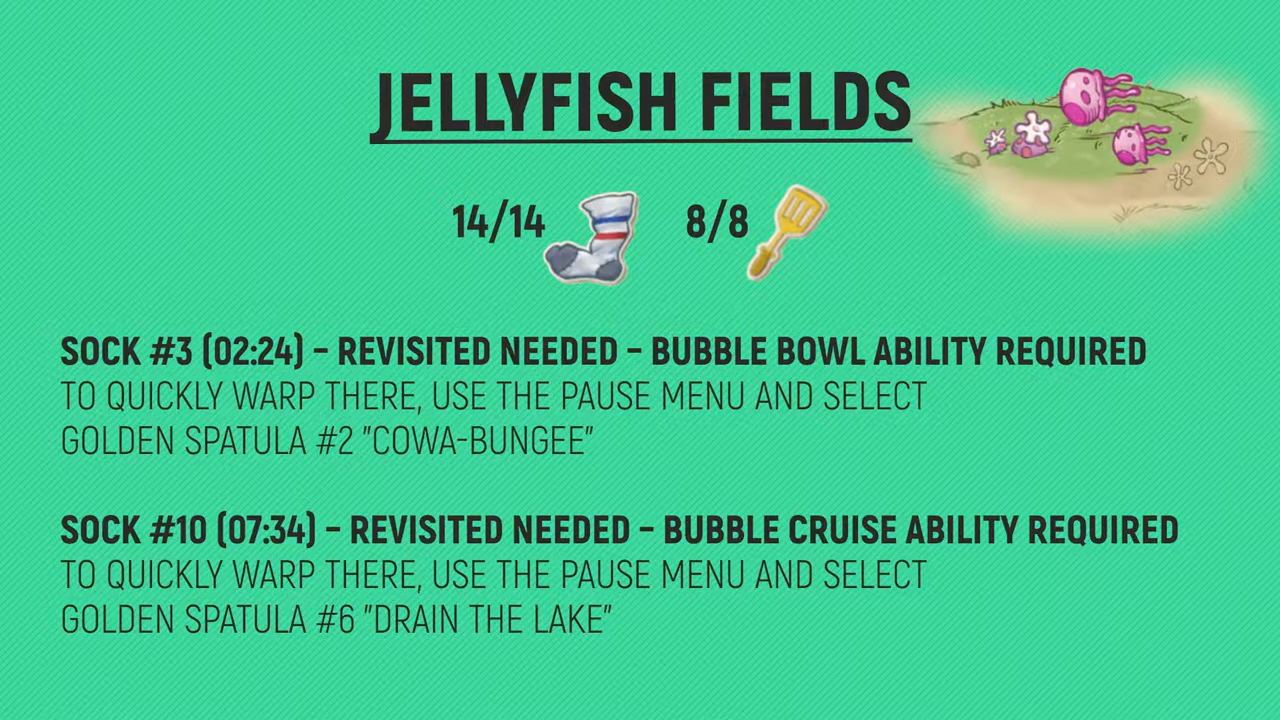 JELLYFISH FIELDS
14/14 8/8
SOCK #3 (02:24) – REVISITED NEEDED – BUBBLE BOWL ABILITY REQUIRED
TO QUICKLY WARP THERE, USE THE PAUSE MENU AND SELECT
GOLDEN SPATULA #2 "COWA-BUNGEE"
SOCK #10 (07:34) – REVISITED NEEDED – BUBBLE CRUISE ABILITY REQUIRED
TO QUICKLY WARP THERE, USE THE PAUSE MENU AND SELECT
GOLDEN SPATULA #6 "DRAIN THE LAKE"